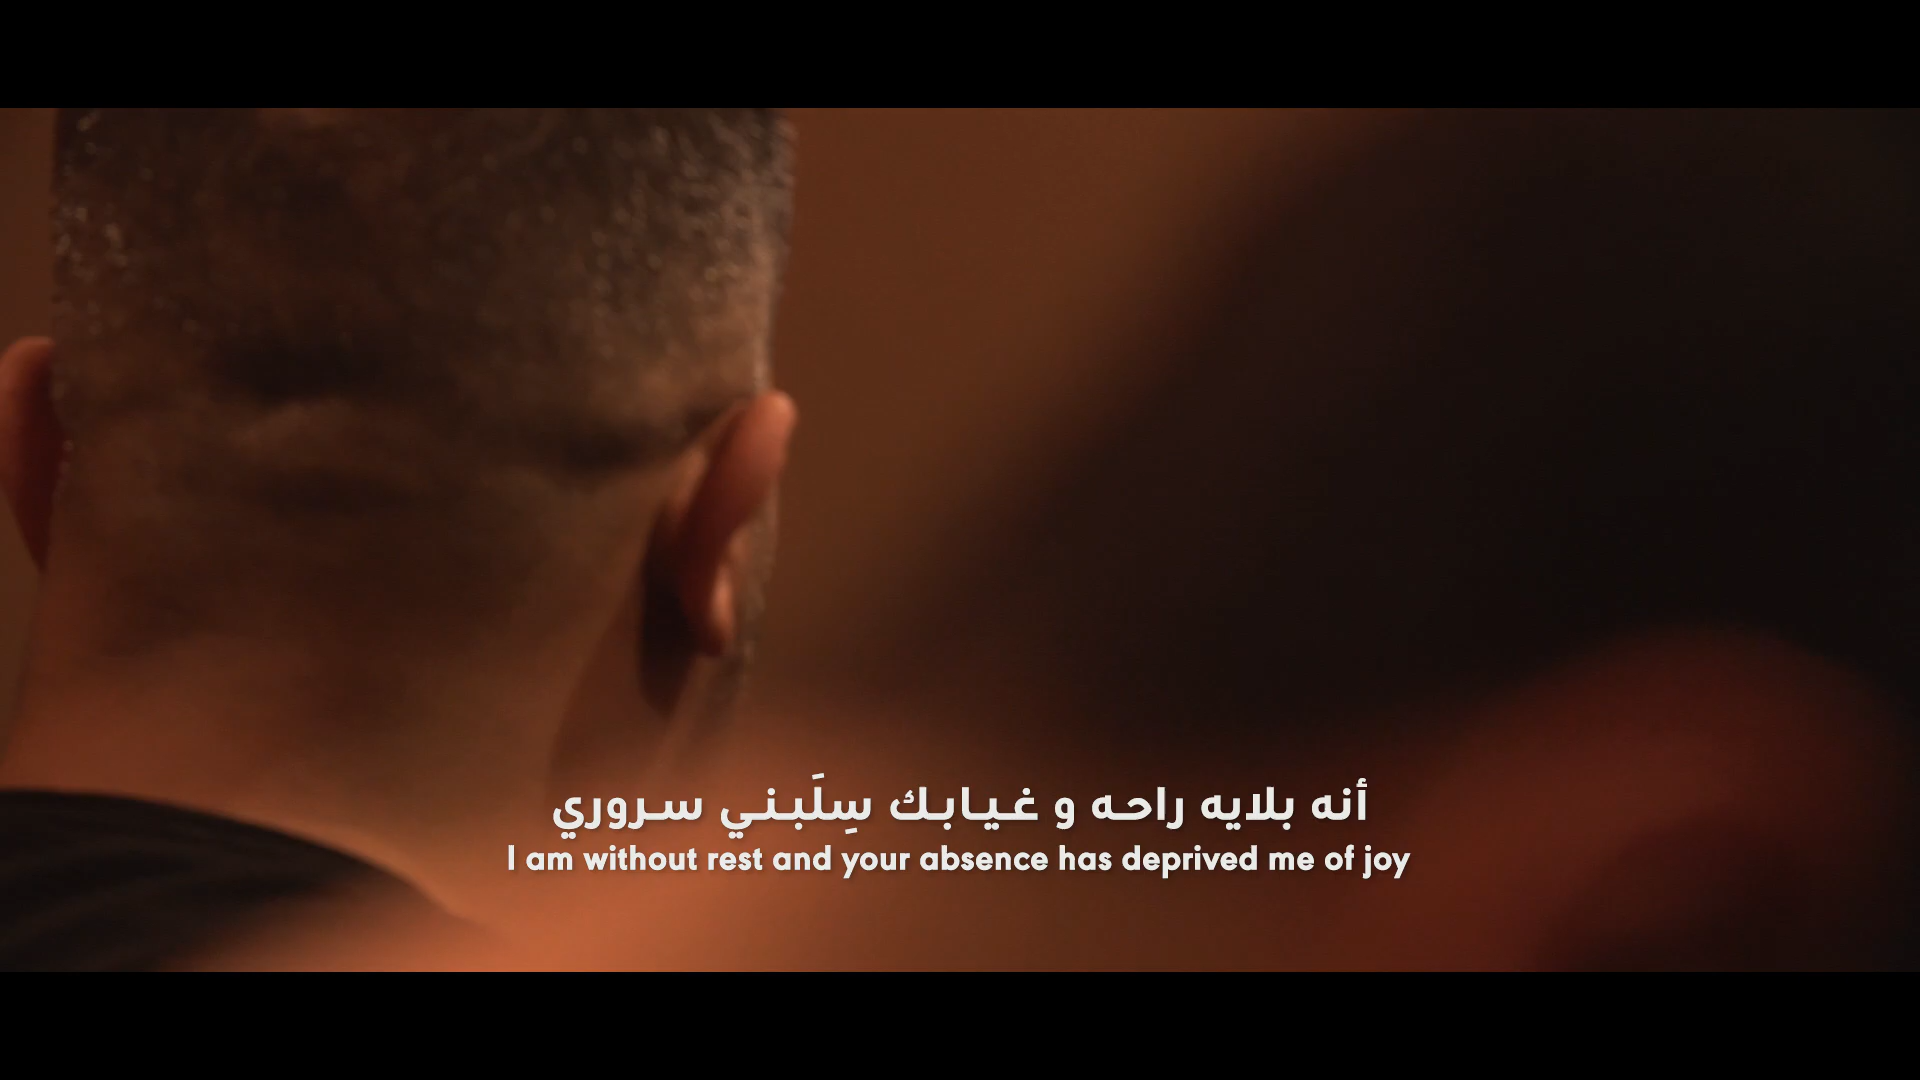 أنه بلايه راحه و غيابك سِلَبني سروري
I am without rest and your absence has deprived me of joy